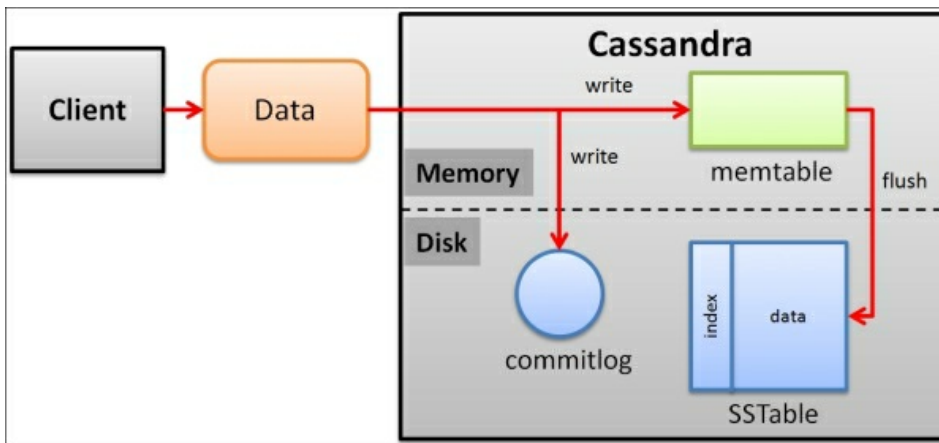 Cassandra
Client
Data
write
write
memtable
flush
Memory
Disk
index
data
commitlog
SSTable